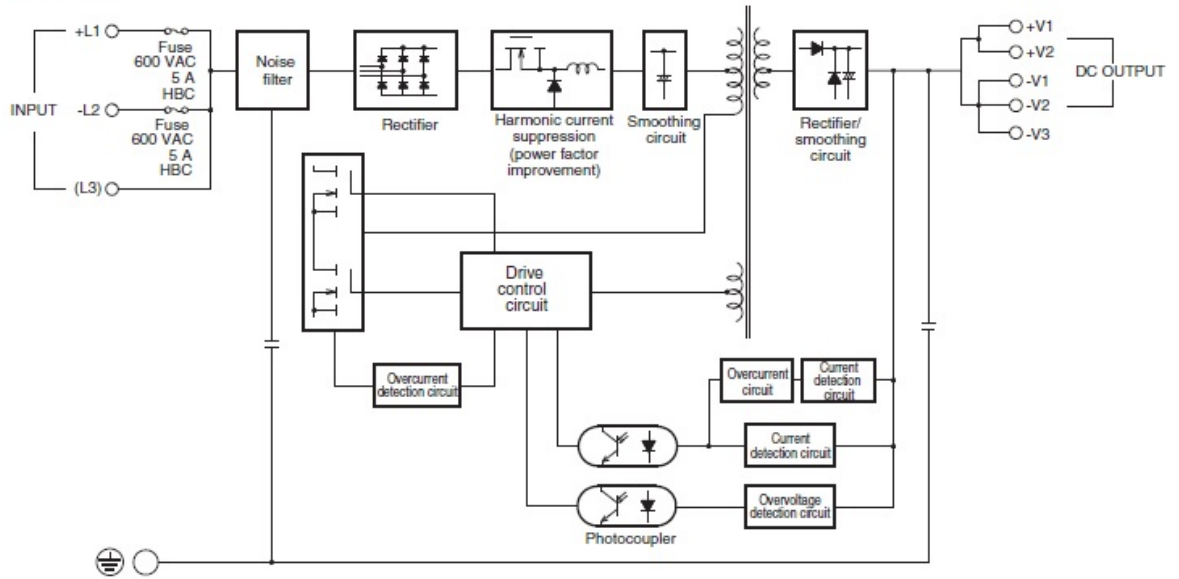 +L1
Fuse
600 VAC
5 A
HBC
INPUT
-L2
Fuse
600 VAC
5 A
HBC
(L3)
Noise
filter
Rectifier
Harmonic current
suppression
(power factor
improvement)
Smoothing
circuit
Rectifier/
smoothing
circuit
+V1
+V2
-V1
-V2
-V3
DC OUTPUT
Drive
control
circuit
Overcurrent
detection circuit
Overcurrent
circuit
Current
detection
circuit
Current
detection circuit
Overvoltage
detection circuit
Photocoupler